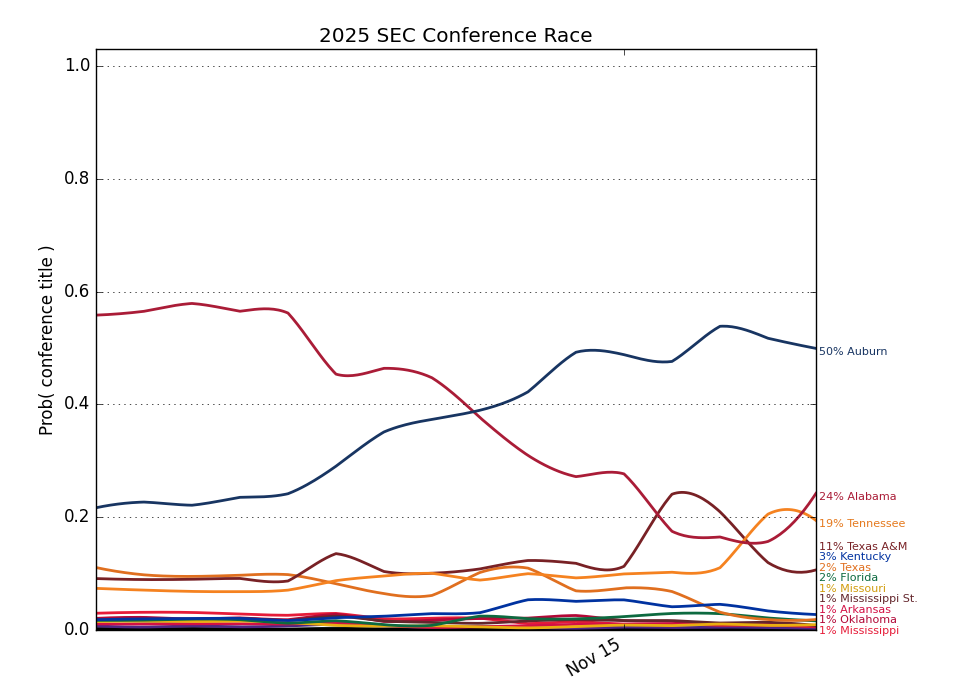 2025 SEC Conference Race
1.0
0.8
0.6
0.4
0.2
0.0
Prob( conference title )
Nov 15
50% Auburn
24% Alabama
19% Tennessee
11% Texas A&M
3% Kentucky
2% Texas
2% Florida
1% Missouri
1% Mississippi St.
1% Arkansas
1% Oklahoma
1% Mississippi